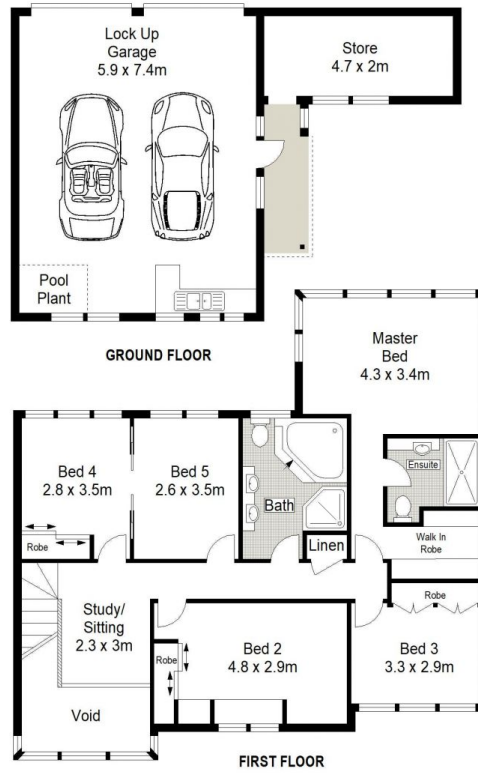 Lock Up
Garage
5.9 x 7.4m
Store
4.7 x 2m
Pool
Plant
GROUND FLOOR
Master
Bed
4.3 x 3.4m
Bed 4
2.8 x 3.5m
Bed 5
2.6 x 3.5m
Bath
Ensuite
Robe
Linen
Walk In
Robe
Study/
Sitting
2.3 x 3m
Robe
Bed 2
4.8 x 2.9m
Robe
Bed 3
3.3 x 2.9m
Void
FIRST FLOOR